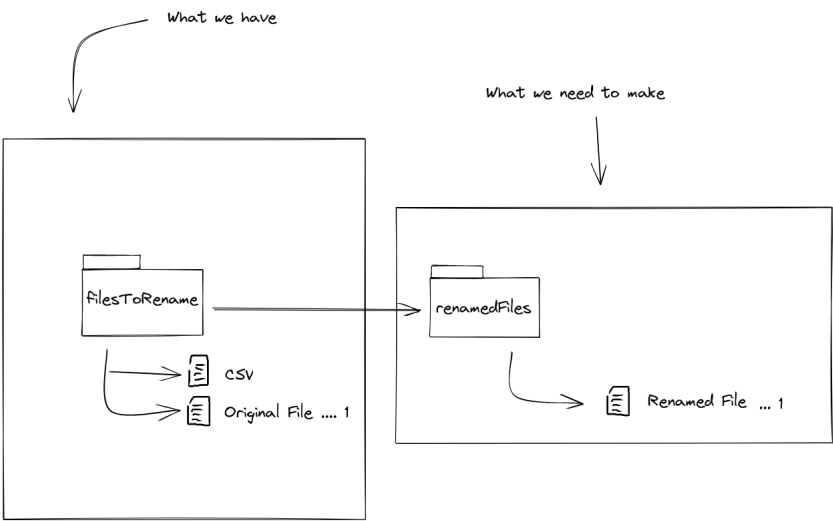 What we have
What we need to make
filesToRename
renamedFiles
CSV
Original File .... 1
Renamed File ... 1